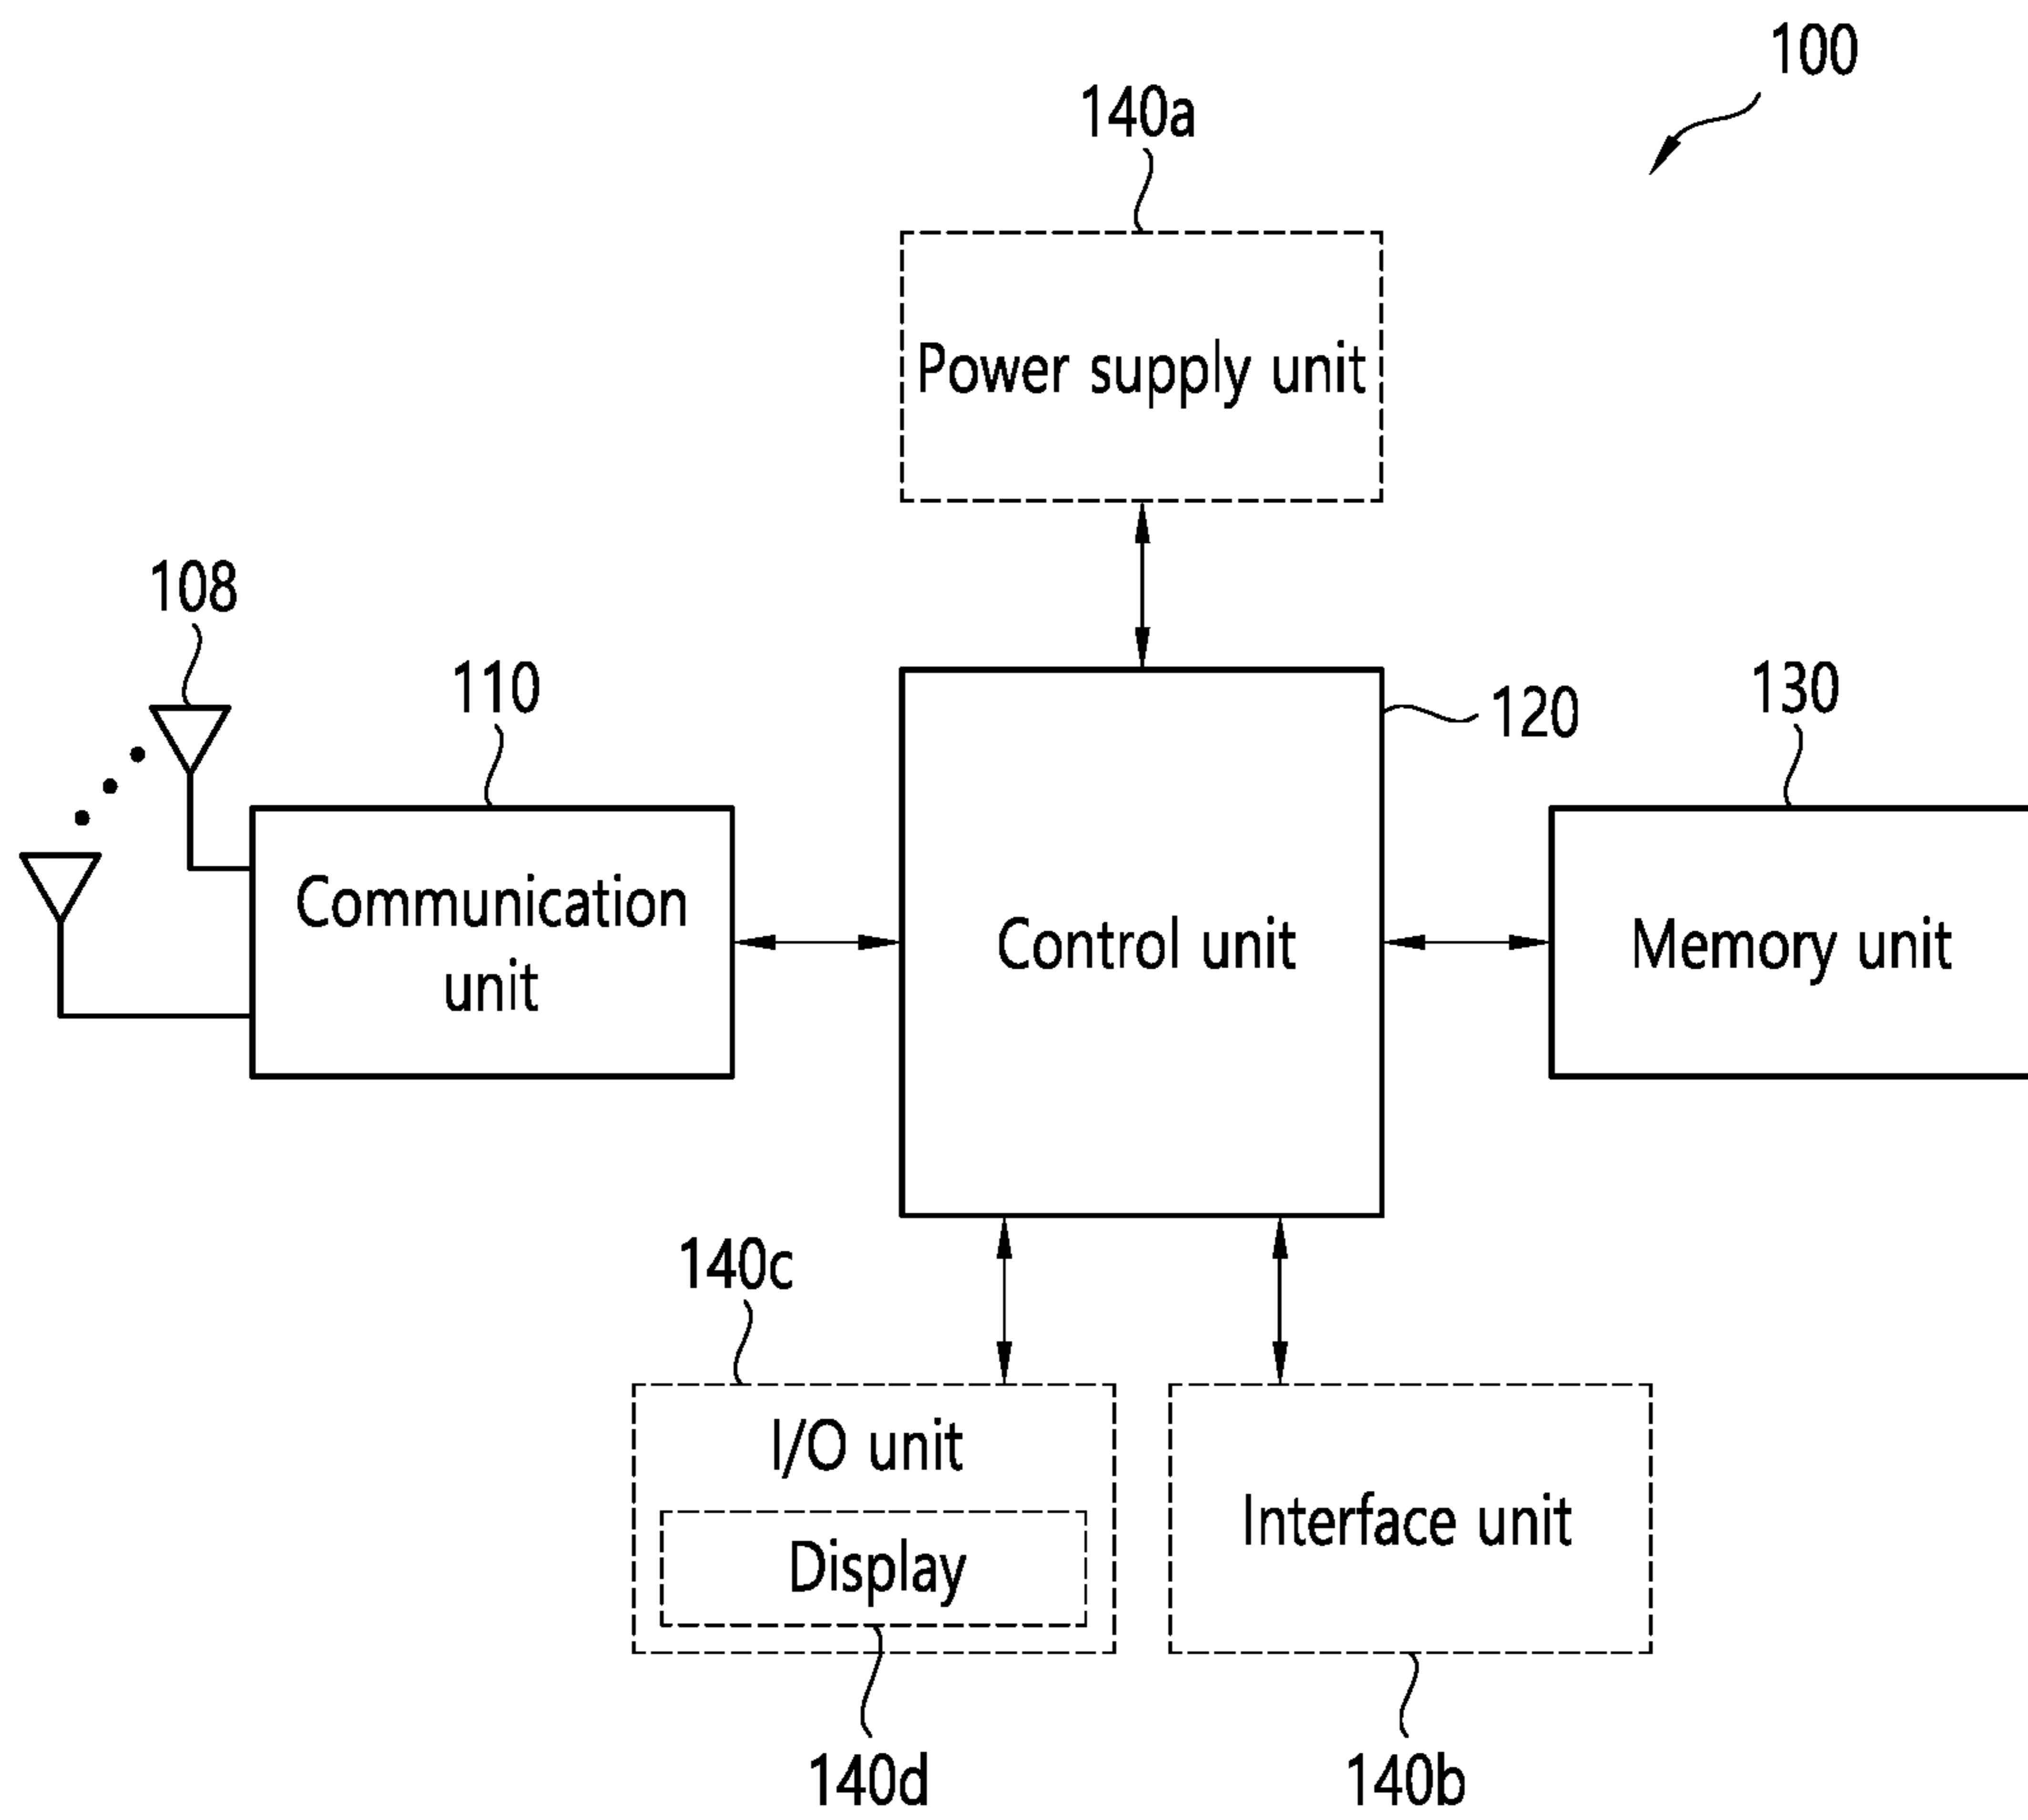 100
140a
Power supply unit
108
110
120
130
Communication
unit
Control unit
Memory unit
140c
I/O unit
Display
Interface unit
140d
140b